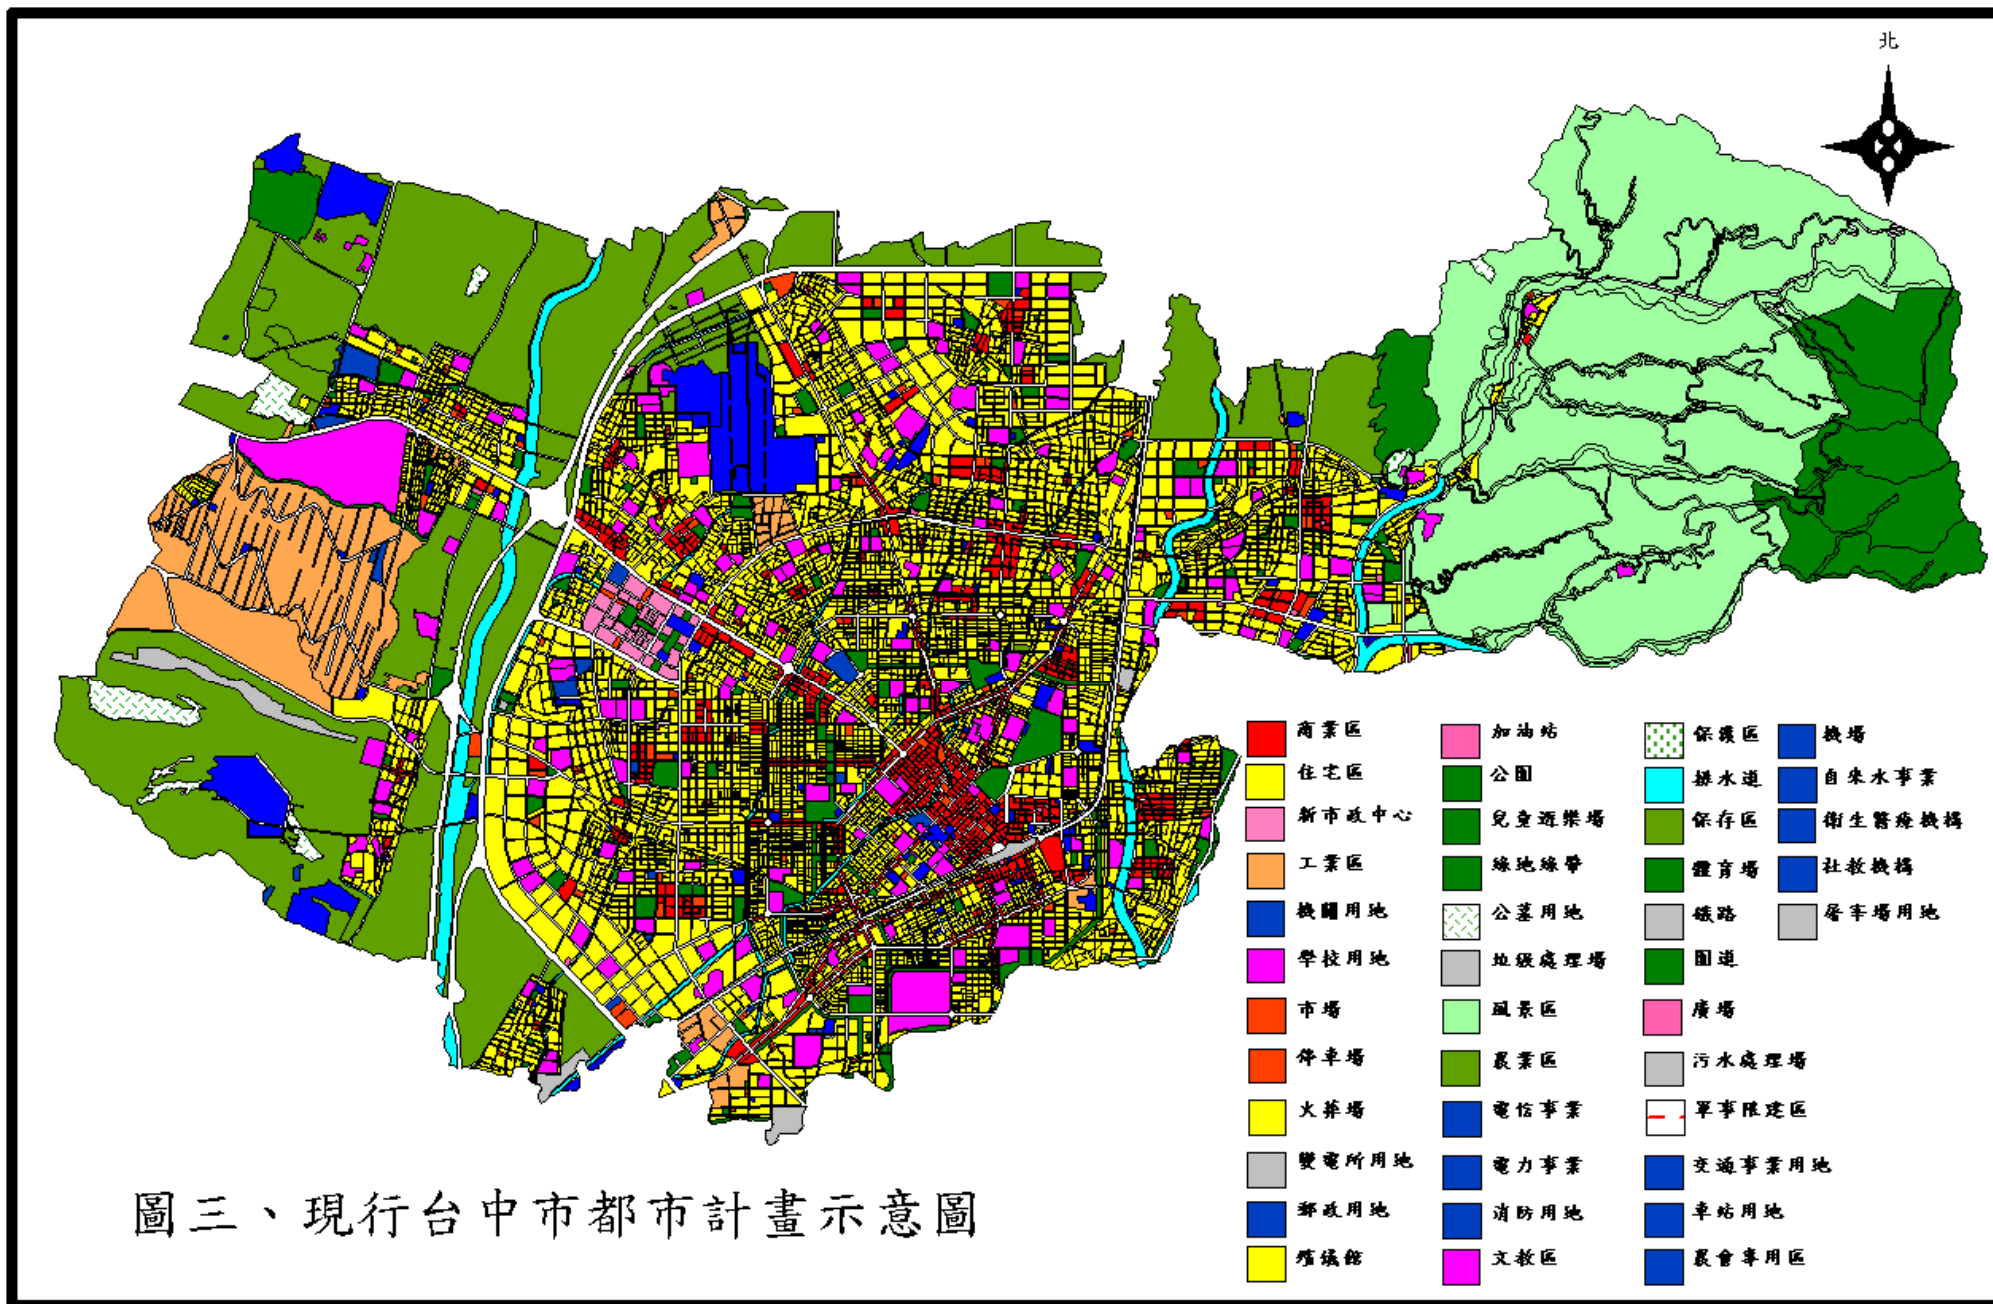 北
商業區
住宅區
新市政中心
工業區
機關用地
學校用地
市場
停車場
火葬場
變電所用地
郵政用地
殯儀館
加油站
公園
兒童遊樂場
綠地綠帶
公墓用地
垃圾處理場
風景區
農業區
電信事業
電力事業
消防用地
文教區
保護區
排水道
保存區
體育場
鐵路
園道
廣場
污水處理場
軍事限建區
交通事業用地
車站用地
農會專用區
機場
自來水事業
衛生醫療機構
社教機構
屠宰場用地
圖三、現行台中市都市計畫示意圖